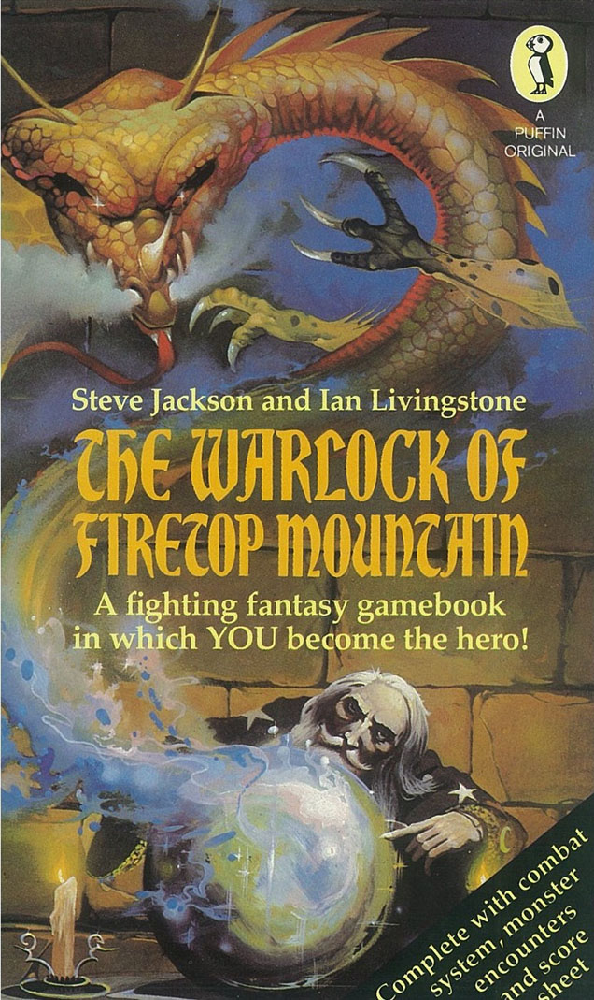 A
PUFFIN
ORIGINAL
Steve Jackson and Ian Livingstone
THE WARLOCK OF
FIRETOP MOUNTAIN
A fighting fantasy gamebook
in which YOU become the hero!
Complete with combat
system, monster
encounters
and score
sheet